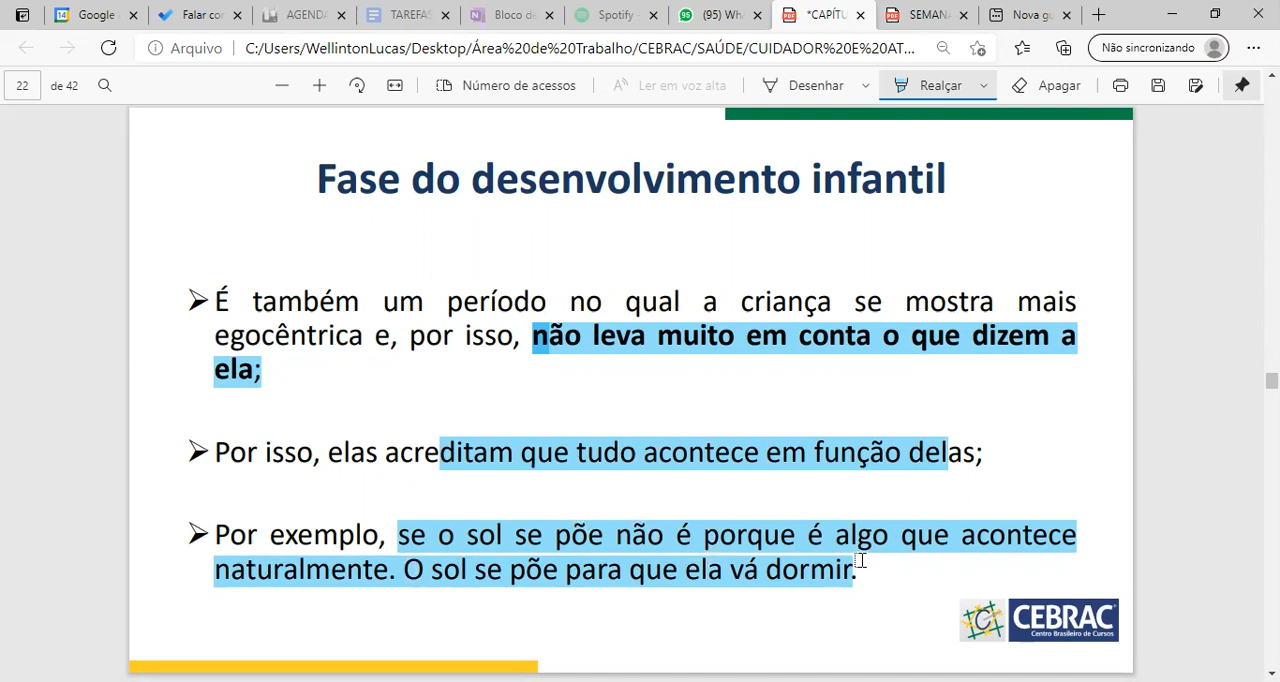 Google
Falar con
AGENDA
TAREFAS
Bloco de
Spotify -
(95) Wha
*CAPÍTU
SEMANA
Nova gu
Arquivo
C:/Users/WellintonLucas/Desktop/Área%20de%20Trabalho/CEBRAC/SAÚDE/CUIDADOR%20E%20AT...
Não sincronizando
22 de 42
Número de acessos
Ler em voz alta
Desenhar
Realçar
Apagar
Fase do desenvolvimento infantil
É também um período no qual a criança se mostra mais
egocêntrica e, por isso, não leva muito em conta o que dizem a
ela;
Por isso, elas acreditam que tudo acontece em função delas;
Por exemplo, se o sol se põe não é porque é algo que acontece
naturalmente. O sol se põe para que ela vá dormir.
CEBRAC
Centro Brasileiro de Cursos